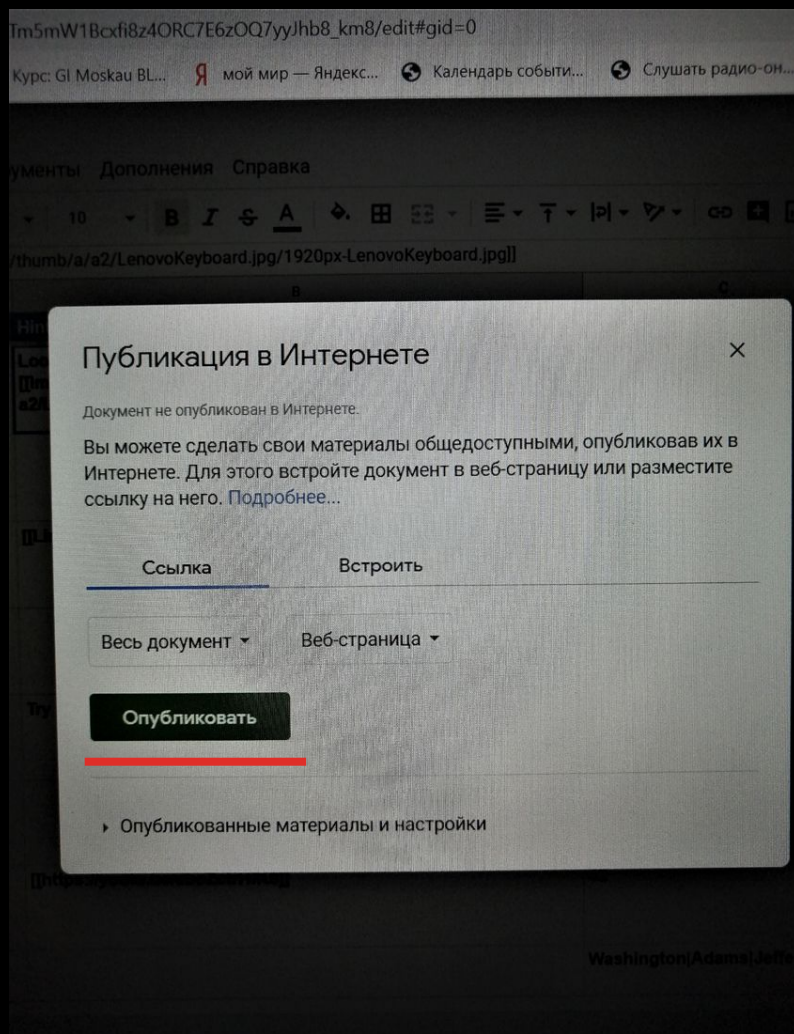 Tm5mW1Bcxfi8z4ORC7E6zOQ7yyJhb8_km8/edit#gid=0
Курс: GI Moskau BL... мой мир — Яндекс... Календарь событи... Слушать радио-он...
ументы Дополнения Справка
10 B I S A
/thumb/a/a2/LenovoKeyboard.jpg/1920px-LenovoKeyboard.jpg]]
B C
Публикация в Интернете
Документ не опубликован в Интернете.
Вы можете сделать свои материалы общедоступными, опубликовав их в
Интернете. Для этого встройте документ в веб-страницу или разместите
ссылку на него. Подробнее...
Ссылка Встроить
Весь документ Веб-страница
Try
Опубликовать
Опубликованные материалы и настройки
Washington|Adams|Jeffe